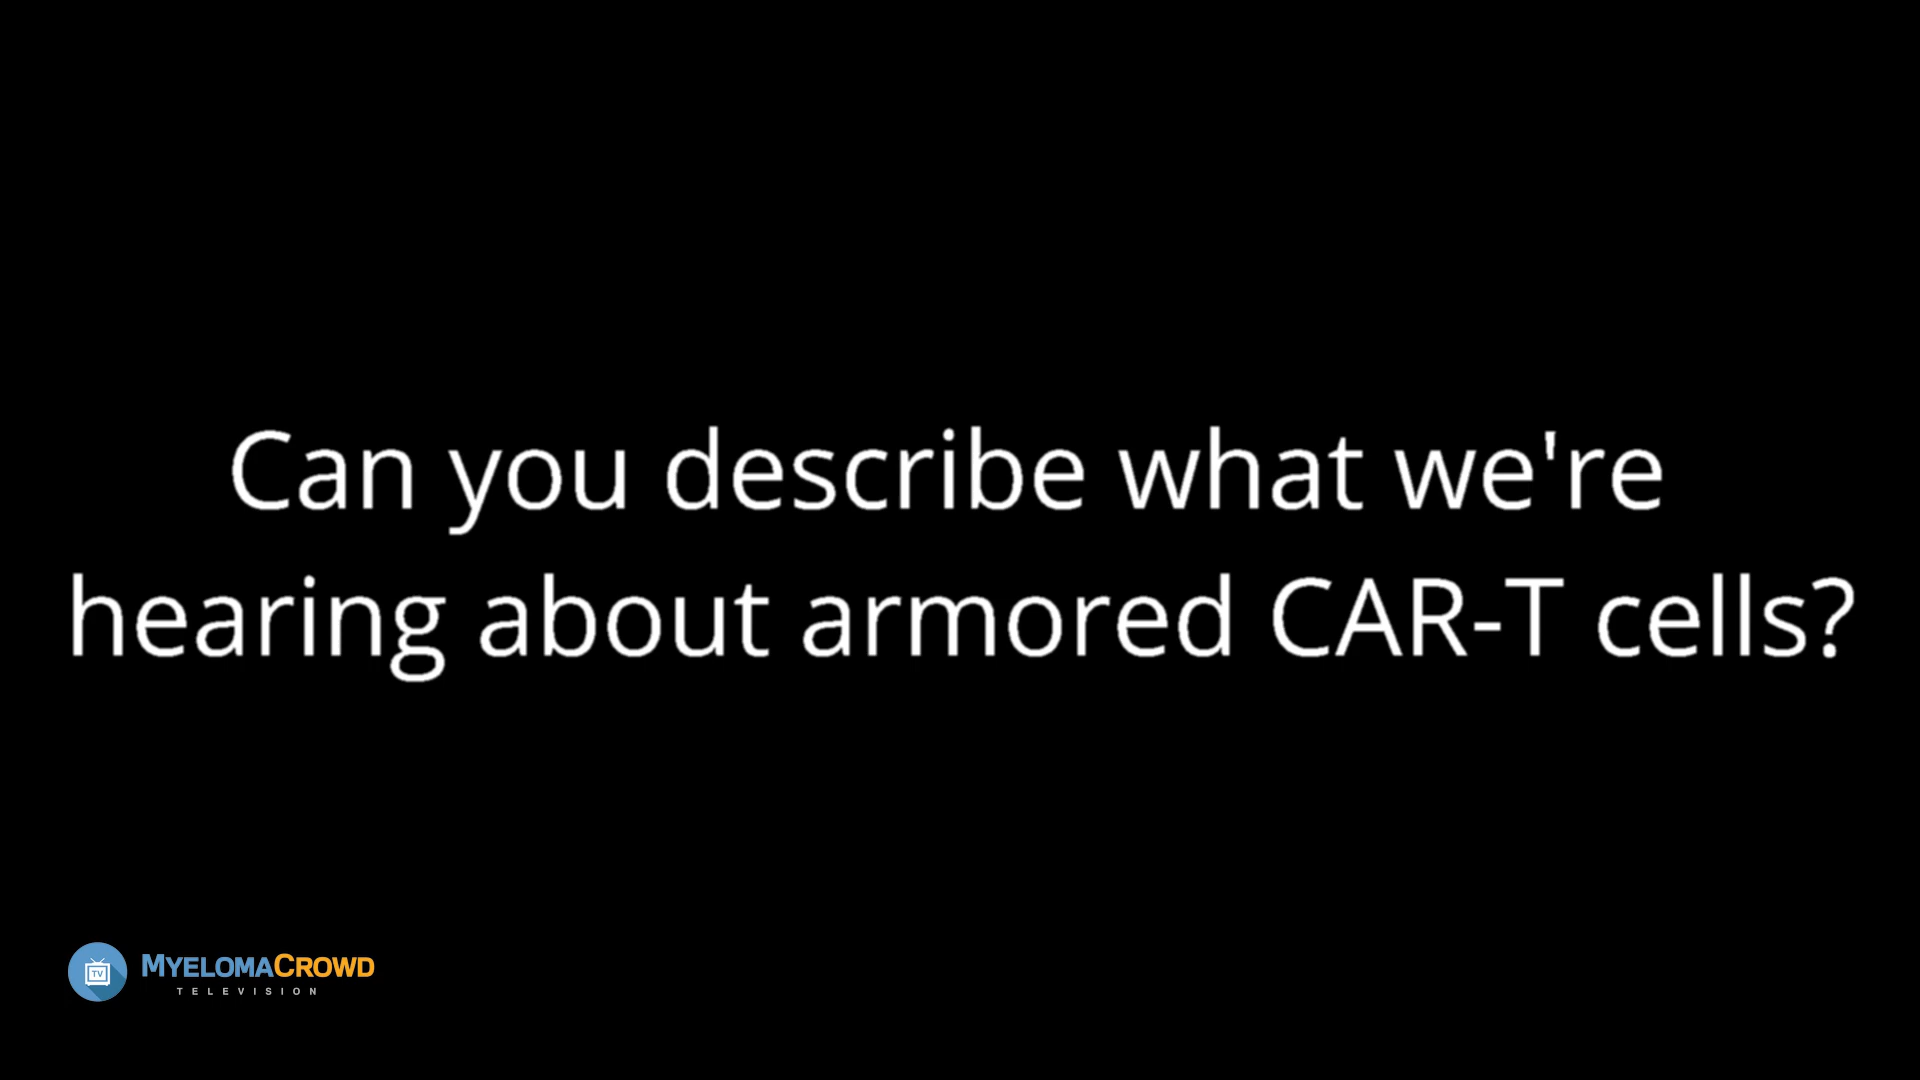 Can you describe what we're
hearing about armored CAR-T cells?
TV
MYELOMACROWD
TELEVISION